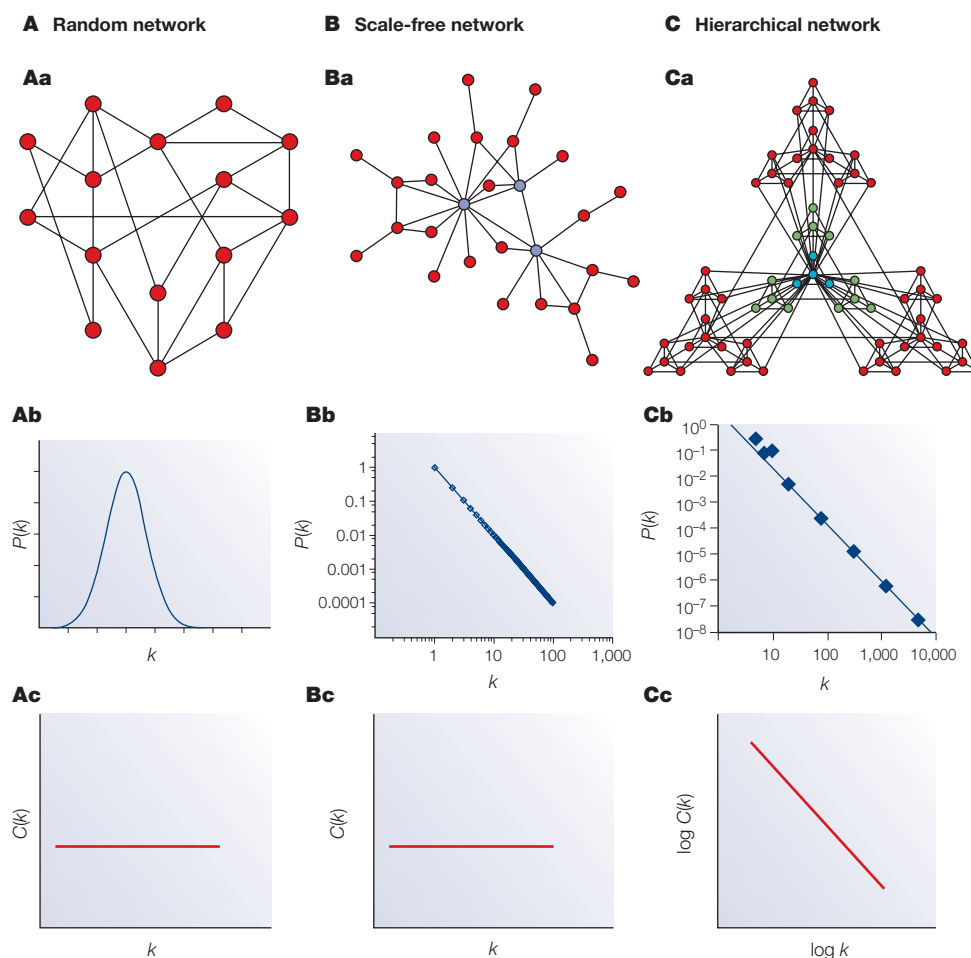 A Random network
B Scale-free network
C Hierarchical network
Aa
Ba
Ca
Ab
P(k)
k
Bb
1
0.1
0.01
0.001
0.0001
P(k)
1 10 100 1,000
k
Cb
10⁰
10⁻¹
10⁻²
10⁻³
10⁻⁴
10⁻⁵
10⁻⁶
10⁻⁷
10⁻⁸
P(k)
10 100 1,000 10,000
k
Ac
C(k)
k
Bc
C(k)
k
Cc
log C(k)
log k